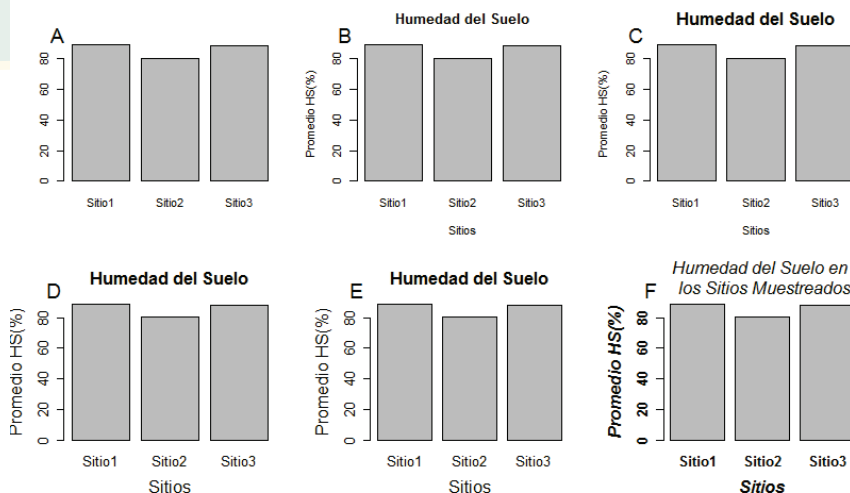 A
80
60
40
20
0
Sitio1 Sitio2 Sitio3
Humedad del Suelo
B
Promedio HS(%)
80
60
40
20
0
Sitio1 Sitio2 Sitio3
Sitios
Humedad del Suelo
C
Promedio HS(%)
80
60
40
20
0
Sitio1 Sitio2 Sitio3
Sitios
Humedad del Suelo
D
Promedio HS(%)
80
60
40
20
0
Sitio1 Sitio2 Sitio3
Sitios
Humedad del Suelo
E
Promedio HS(%)
80
60
40
20
0
Sitio1 Sitio2 Sitio3
Sitios
Humedad del Suelo en
los Sitios Muestreados
F
Promedio HS(%)
80
60
40
20
0
Sitio1 Sitio2 Sitio3
Sitios